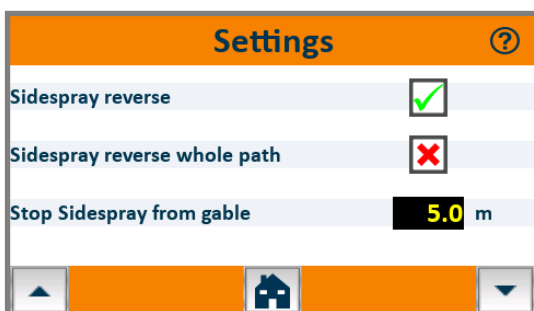 Settings ?
Sidespray reverse
Sidespray reverse whole path
Stop Sidespray from gable 5.0 m